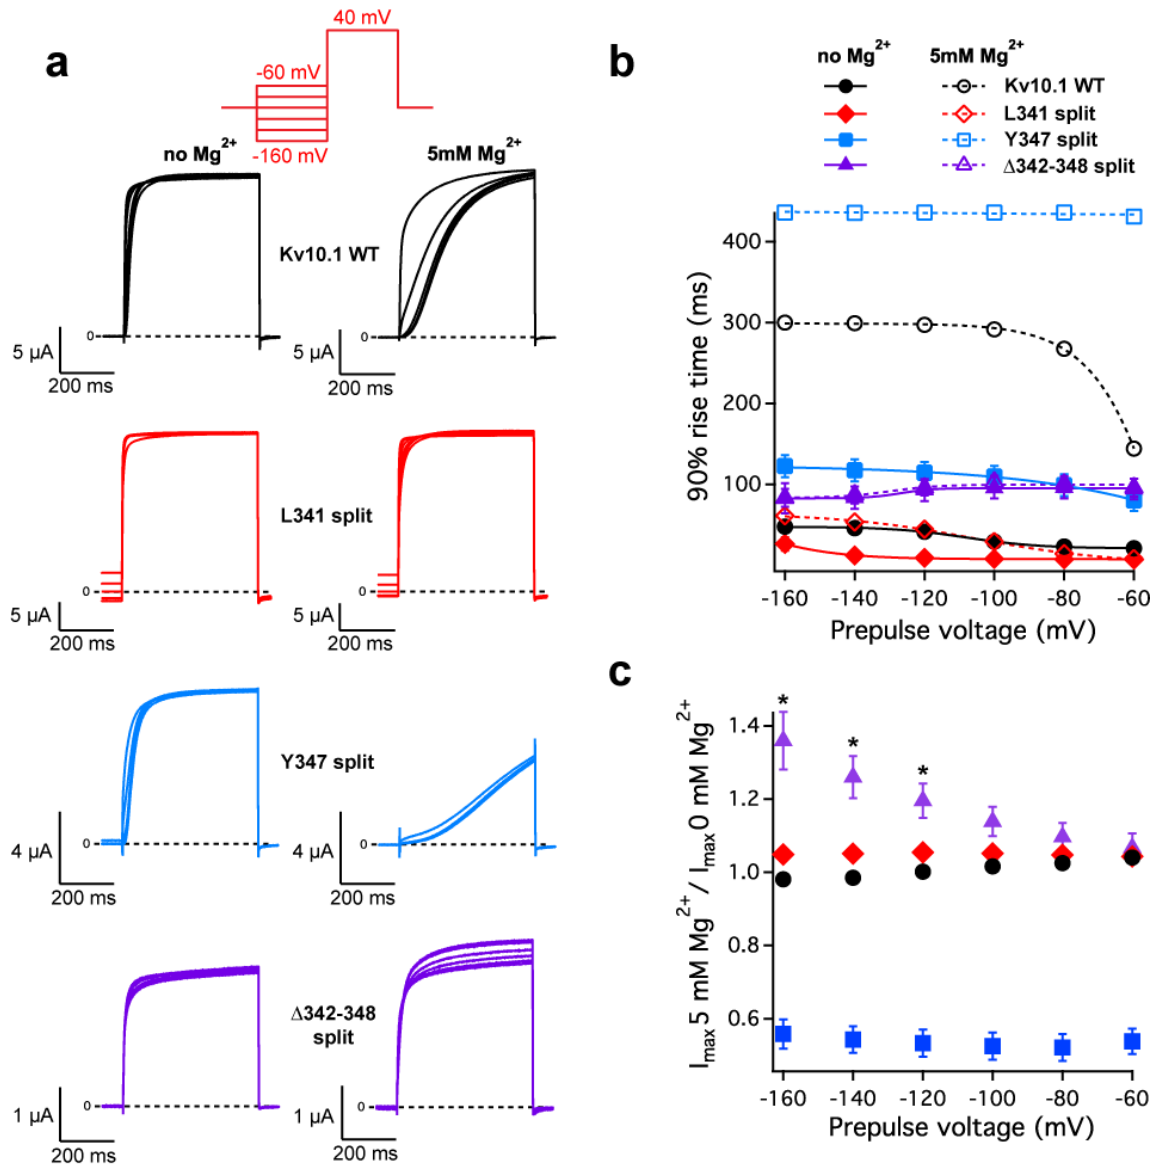 a
40 mV
-60 mV
-160 mV
no Mg2+
5mM Mg2+
Kv10.1 WT
0
0
5 µA
200 ms
5 µA
200 ms
L341 split
0
0
5 µA
200 ms
5 µA
200 ms
Y347 split
0
0
4 µA
200 ms
4 µA
200 ms
Δ342-348
split
0
0
1 µA
200 ms
1 µA
200 ms
b
no Mg2+
5mM Mg2+
Kv10.1 WT
L341 split
Y347 split
Δ342-348 split
90% rise time (ms)
400
300
200
100
-160
-140
-120
-100
-80
-60
Prepulse voltage (mV)
c
Imax 5 mM Mg2+ / Imax 0 mM Mg2+
1.4
1.2
1.0
0.8
0.6
*
*
*
-160
-140
-120
-100
-80
-60
Prepulse voltage (mV)